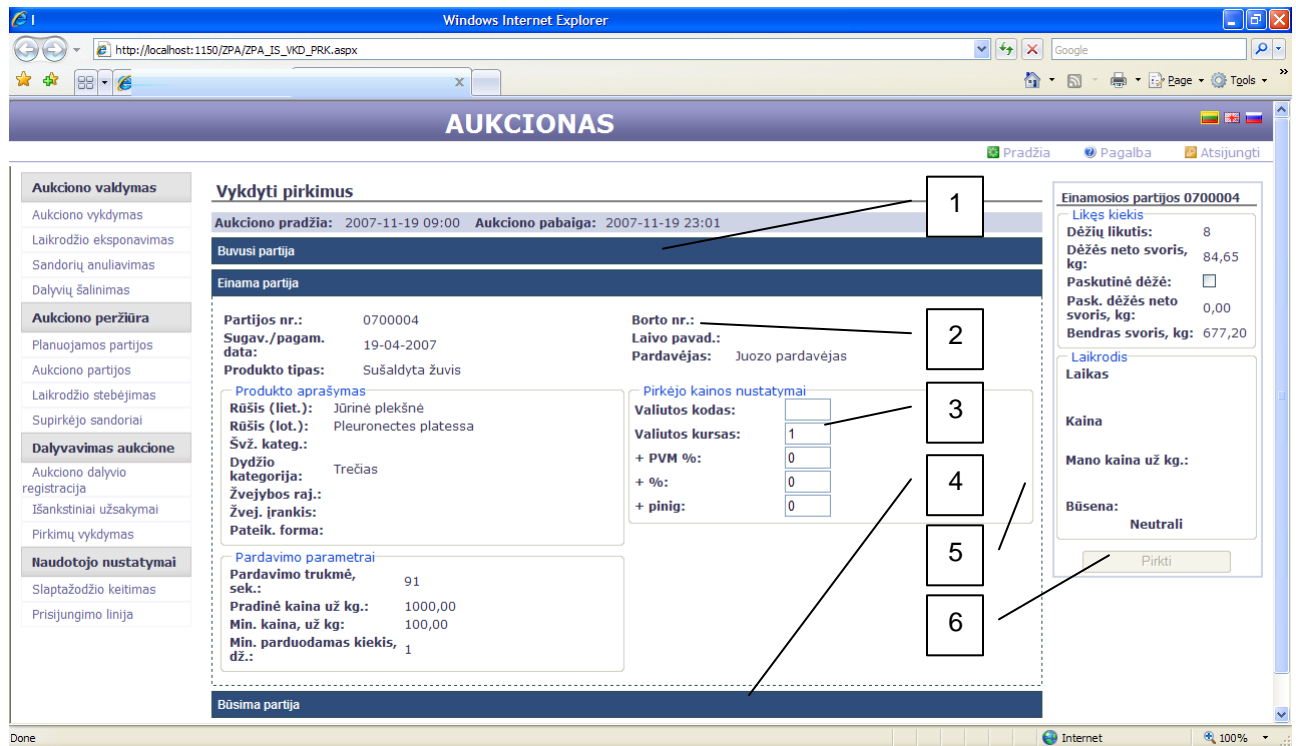 I Windows Internet Explorer
http://localhost:1150/ZPA/ZPA_IS_VKD_PRK.aspx
Google
Page
Tools
AUKCIONAS
Pradžia Pagalba Atsijungti
Aukciono valdymas
Aukciono vykdymas
Laikrodžio eksponavimas
Sandorių anuliavimas
Dalyvių šalinimas
Aukciono peržiūra
Planuojamos partijos
Aukciono partijos
Laikrodžio stebėjimas
Supirkėjo sandoriai
Dalyvavimas aukcione
Aukciono dalyvio
registracija
Išankstiniai užsakymai
Pirkimų vykdymas
Naudotojo nustatymai
Slaptažodžio keitimas
Prisijungimo linija
Vykdyti pirkimus
Aukciono pradžia: 2007-11-19 09:00 Aukciono pabaiga: 2007-11-19 23:01
Buvusi partija
Einama partija
Partijos nr.: 0700004
Sugav./pagam.
data: 19-04-2007
Produkto tipas: Sušaldyta žuvis
Borto nr.:
Laivo pavad.:
Pardavėjas: Juozo pardavėjas
Produkto aprašymas
Rūšis (liet.): Jūrinė plekšnė
Rūšis (lot.): Pleuronectes platessa
Švž. kateg.:
Dydžio
kategorija: Trečias
Žvejybos raj.:
Žvej. įrankis:
Pateik. forma:
Pirkėjo kainos nustatymai
Valiutos kodas:
Valiutos kursas: 1
+ PVM %: 0
+ %: 0
+ pinig: 0
Pardavimo parametrai
Pardavimo trukmė,
sek.: 91
Pradinė kaina už kg.: 1000,00
Min. kaina, už kg: 100,00
Min. parduodamas kiekis,
dž.: 1
Būsima partija
1
2
3
4
5
6
Einamosios partijos 0700004
Likęs kiekis
Dėžių likutis: 8
Dėžės neto svoris,
kg: 84,65
Paskutinė dėžė:
Pask. dėžės neto
svoris, kg: 0,00
Bendras svoris, kg: 677,20
Laikrodis
Laikas
Kaina
Mano kaina už kg.:
Būsena:
Neutrali
Pirkti
Done
Internet
100%